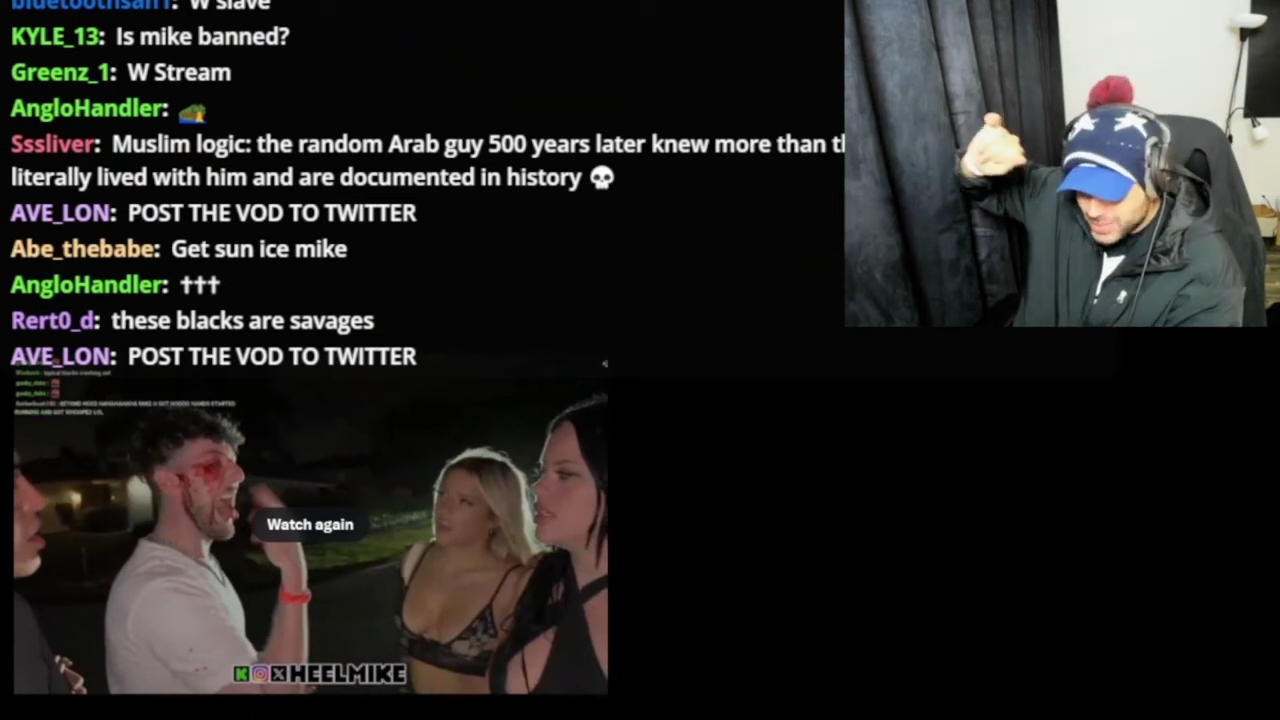 bluetoothsan1: W slave
KYLE_13: Is mike banned?
Greenz_1: W Stream
AngloHandler:
Sssliver: Muslim logic: the random Arab guy 500 years later knew more than
literally lived with him and are documented in history 💀
AVE_LON: POST THE VOD TO TWITTER
Abe_thebabe: Get sun ice mike
AngloHandler: †††
Rert0_d: these blacks are savages
AVE_LON: POST THE VOD TO TWITTER
Watch again
HEELMIKE